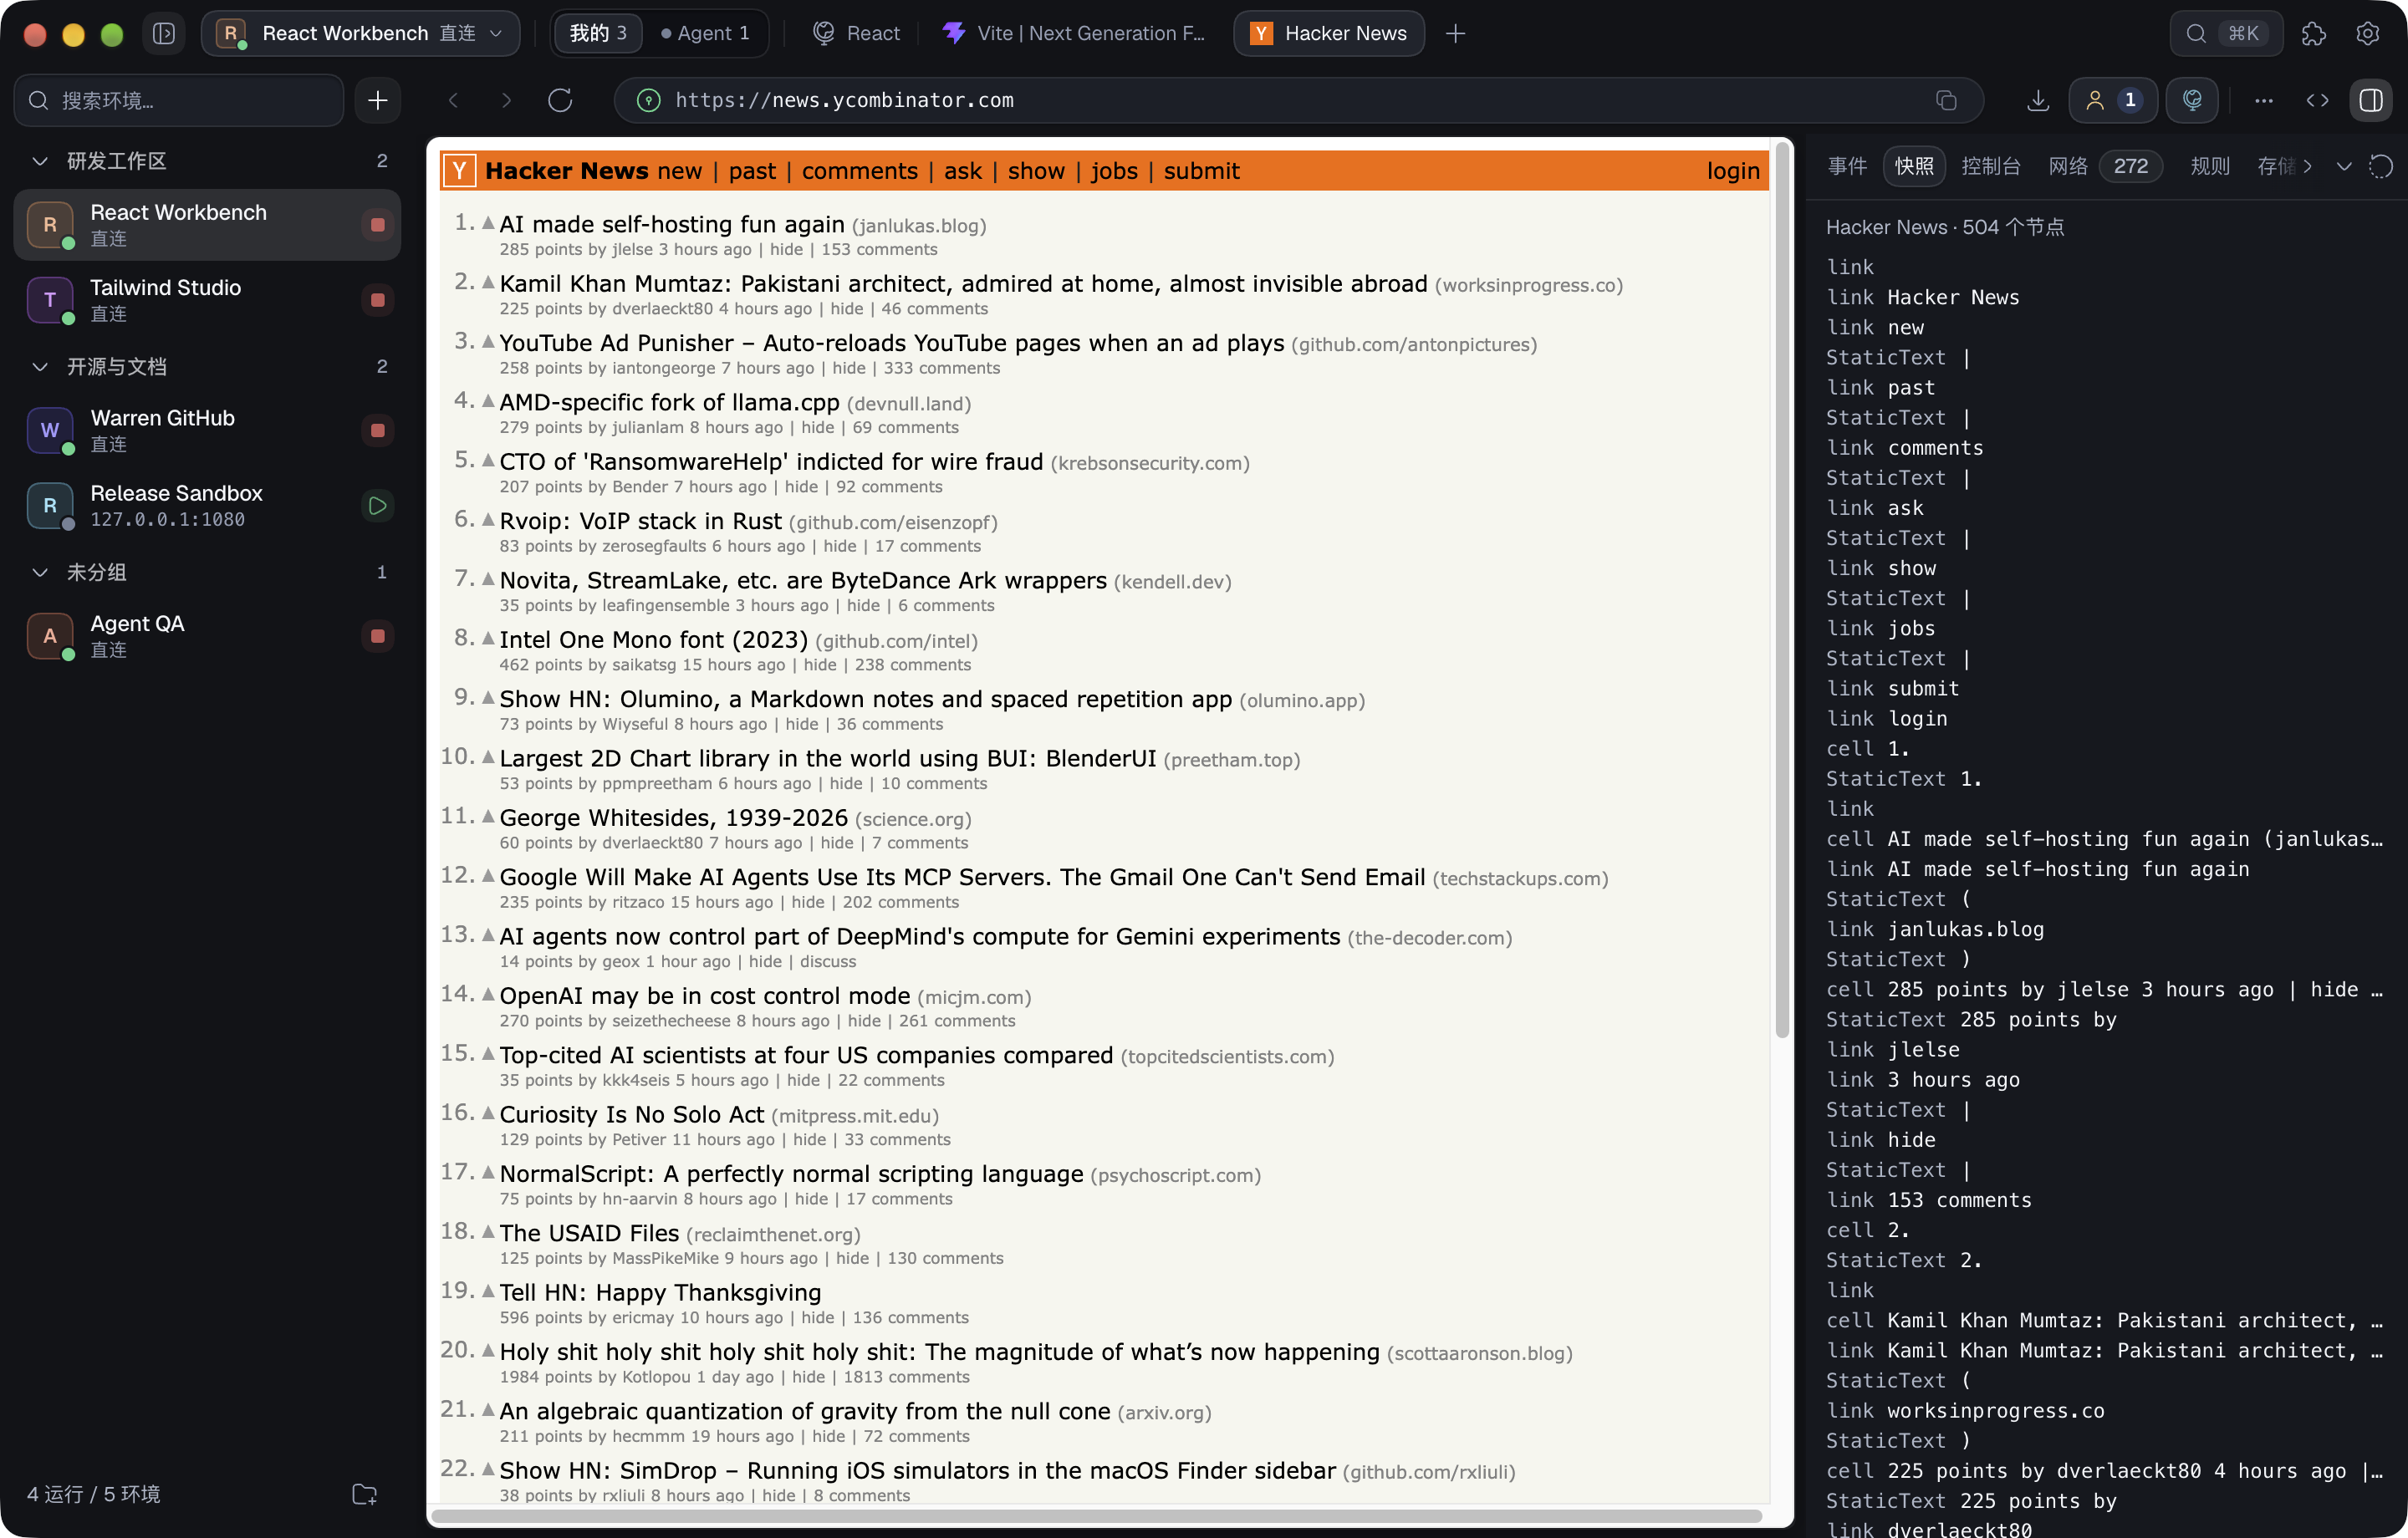 R React Workbench 直连 我的 3 Agent 1 React Vite | Next Generation F... Y Hacker News ⌘K
搜索环境... https://news.ycombinator.com 1
研发工作区 2
R React Workbench
直连
T Tailwind Studio
直连
开源与文档 2
W Warren GitHub
直连
R Release Sandbox
127.0.0.1:1080
未分组 1
A Agent QA
直连
4 运行 / 5 环境
Y Hacker News new | past | comments | ask | show | jobs | submit login
1. AI made self-hosting fun again (janlukas.blog)
285 points by jlelse 3 hours ago | hide | 153 comments
2. Kamil Khan Mumtaz: Pakistani architect, admired at home, almost invisible abroad (worksinprogress.co)
225 points by dverlaeckt80 4 hours ago | hide | 46 comments
3. YouTube Ad Punisher – Auto-reloads YouTube pages when an ad plays (github.com/antonpictures)
258 points by iantongeorge 7 hours ago | hide | 333 comments
4. AMD-specific fork of llama.cpp (devnull.land)
279 points by julianlam 8 hours ago | hide | 69 comments
5. CTO of 'RansomwareHelp' indicted for wire fraud (krebsonsecurity.com)
207 points by Bender 7 hours ago | hide | 92 comments
6. Rvoip: VoIP stack in Rust (github.com/eisenzopf)
83 points by zerosegfaults 6 hours ago | hide | 17 comments
7. Novita, StreamLake, etc. are ByteDance Ark wrappers (kendell.dev)
35 points by leafingensemble 3 hours ago | hide | 6 comments
8. Intel One Mono font (2023) (github.com/intel)
462 points by saikatsg 15 hours ago | hide | 238 comments
9. Show HN: Olumino, a Markdown notes and spaced repetition app (olumino.app)
73 points by Wiyseful 8 hours ago | hide | 36 comments
10. Largest 2D Chart library in the world using BUI: BlenderUI (preetham.top)
53 points by ppmpreetham 6 hours ago | hide | 10 comments
11. George Whitesides, 1939-2026 (science.org)
60 points by dverlaeckt80 7 hours ago | hide | 7 comments
12. Google Will Make AI Agents Use Its MCP Servers. The Gmail One Can't Send Email (techstackups.com)
235 points by ritzaco 15 hours ago | hide | 202 comments
13. AI agents now control part of DeepMind's compute for Gemini experiments (the-decoder.com)
14 points by geox 1 hour ago | hide | discuss
14. OpenAI may be in cost control mode (micjm.com)
270 points by seizethecheese 8 hours ago | hide | 261 comments
15. Top-cited AI scientists at four US companies compared (topcitedscientists.com)
35 points by kkk4seis 5 hours ago | hide | 22 comments
16. Curiosity Is No Solo Act (mitpress.mit.edu)
129 points by Petiver 11 hours ago | hide | 33 comments
17. NormalScript: A perfectly normal scripting language (psychoscript.com)
75 points by hn-aarvin 8 hours ago | hide | 17 comments
18. The USAID Files (reclaimthenet.org)
125 points by MassPikeMike 9 hours ago | hide | 130 comments
19. Tell HN: Happy Thanksgiving
596 points by ericmay 10 hours ago | hide | 136 comments
20. Holy shit holy shit holy shit holy shit: The magnitude of what’s now happening (scottaaronson.blog)
1984 points by Kotlopou 1 day ago | hide | 1813 comments
21. An algebraic quantization of gravity from the null cone (arxiv.org)
211 points by hecmmm 19 hours ago | hide | 72 comments
22. Show HN: SimDrop – Running iOS simulators in the macOS Finder sidebar (github.com/rxliuli)
38 points by rxliuli 8 hours ago | hide | 8 comments
事件 快照 控制台 网络 272 规则 存储
Hacker News · 504 个节点
link
link Hacker News
link new
StaticText |
link past
StaticText |
link comments
StaticText |
link ask
StaticText |
link show
StaticText |
link jobs
StaticText |
link submit
link login
cell 1.
StaticText 1.
link
cell AI made self-hosting fun again (janlukas…
link AI made self-hosting fun again
StaticText (
link janlukas.blog
StaticText )
cell 285 points by jlelse 3 hours ago | hide …
StaticText 285 points by
link jlelse
link 3 hours ago
StaticText |
link hide
StaticText |
link 153 comments
cell 2.
StaticText 2.
link
cell Kamil Khan Mumtaz: Pakistani architect, …
link Kamil Khan Mumtaz: Pakistani architect, …
StaticText (
link worksinprogress.co
StaticText )
cell 225 points by dverlaeckt80 4 hours ago |…
StaticText 225 points by
link dverlaeckt80